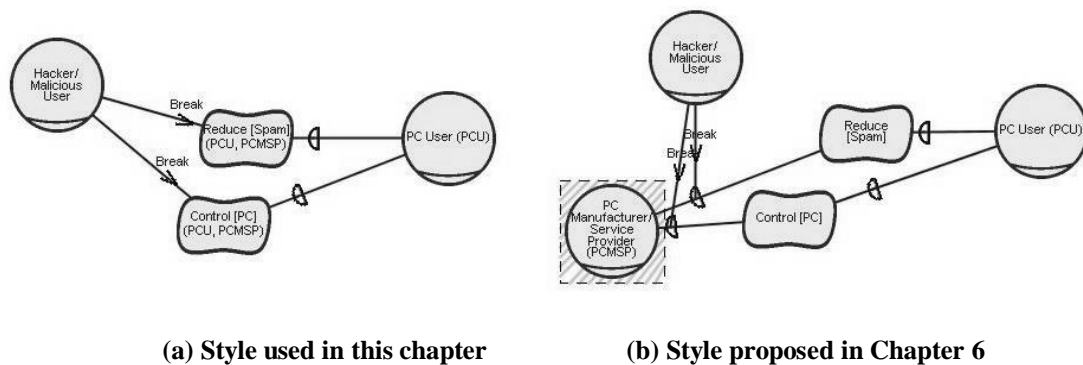 Hacker/
Malicious
User
Break
Reduce [Spam]
(PCU, PCMSP)
PC User (PCU)
Break
Control [PC]
(PCU, PCMSP)
(a) Style used in this chapter
Hacker/
Malicious
User
Break
Break
Reduce
[Spam]
PC User (PCU)
PC
Manufacturer/
Service
Provider
(PCMSP)
Control [PC]
(b) Style proposed in Chapter 6